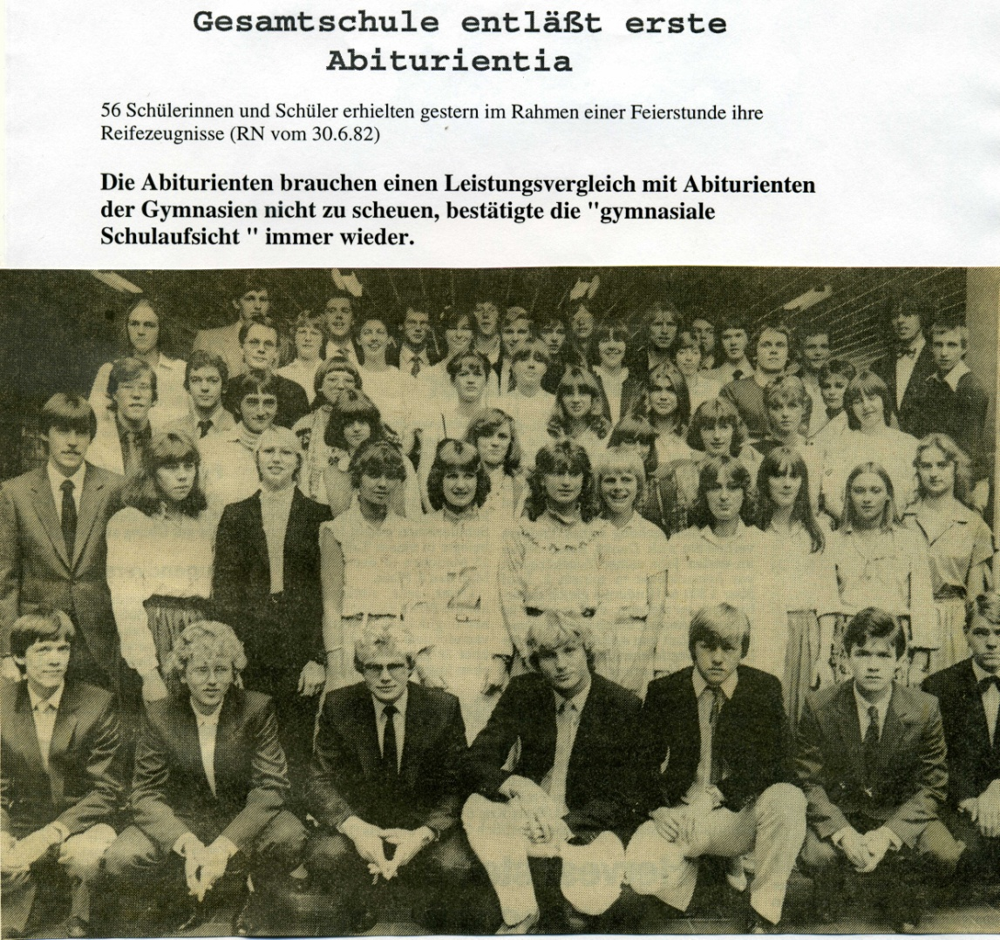 Gesamtschule entläßt erste
Abiturientia
56 Schülerinnen und Schüler erhielten gestern im Rahmen einer Feierstunde ihre
Reifezeugnisse (RN vom 30.6.82)
Die Abiturienten brauchen einen Leistungsvergleich mit Abiturienten
der Gymnasien nicht zu scheuen, bestätigte die "gymnasiale
Schulaufsicht " immer wieder.